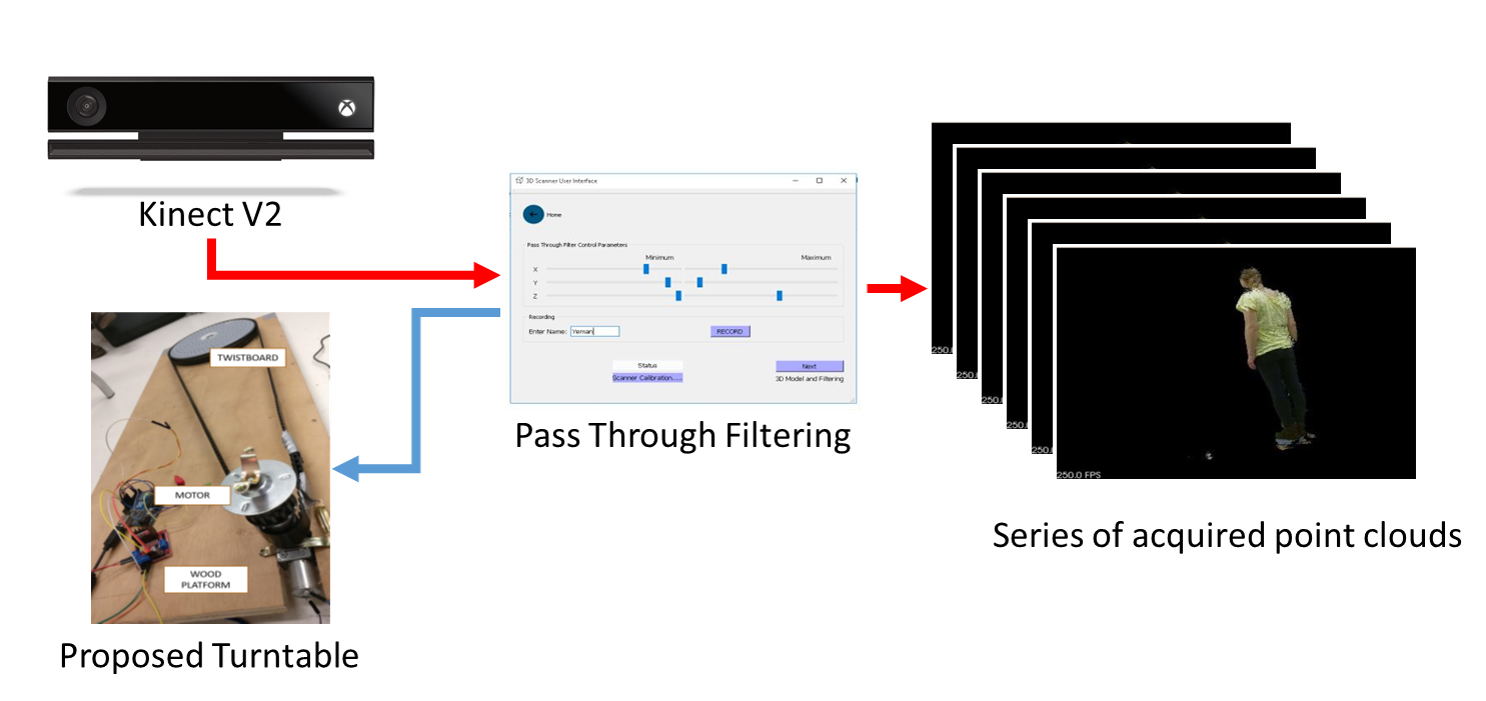 Kinect V2
3D Scanner User Interface
Home
Pass Through Filter Control Parameters
Minimum
Maximum
X
Y
Z
Recording
Enter Name:
Yeman
RECORD
Status
Scanner Calibration.....
Next
3D Model and Filtering
Pass Through Filtering
TWISTBOARD
MOTOR
WOOD
PLATFORM
Proposed Turntable
250.0
250.0
250.0
250.0
250.0
250.0 FPS
Series of acquired point clouds